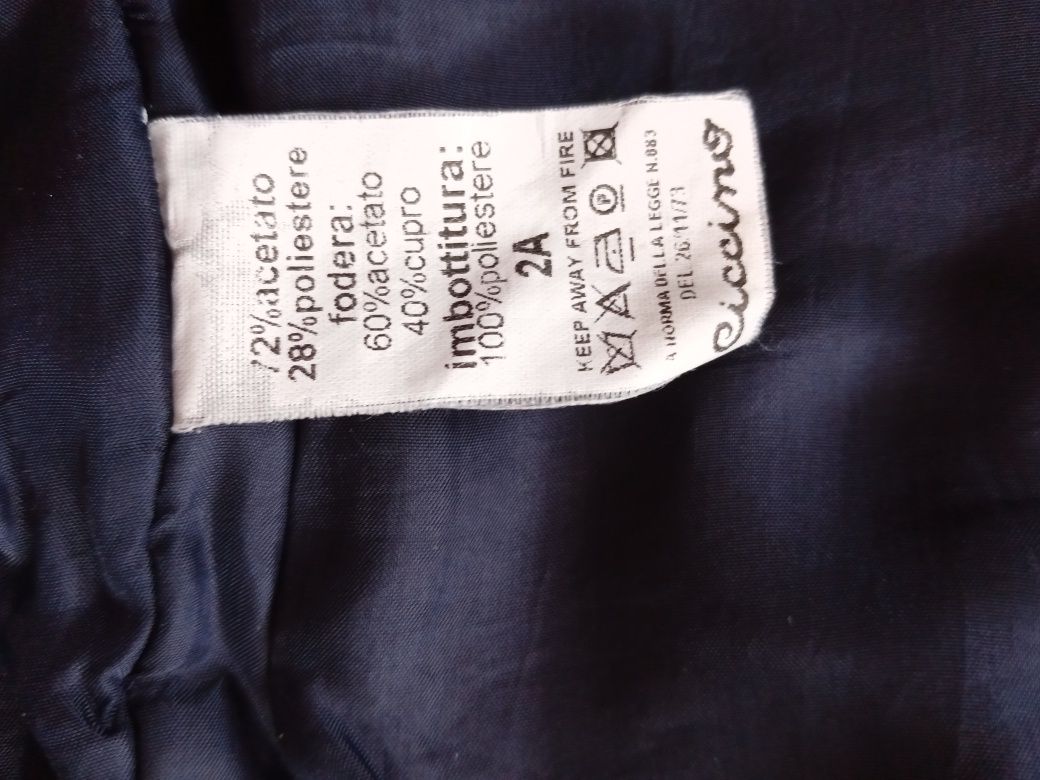 72%acetato
28%poliestere
fodera:
60%acetato
40%cupro
imbottitura:
100%poliestere
2A
KEEP AWAY FROM FIRE
P
A NORMA DELLA LEGGE N.883
DEL 26/11/73
Ciccino